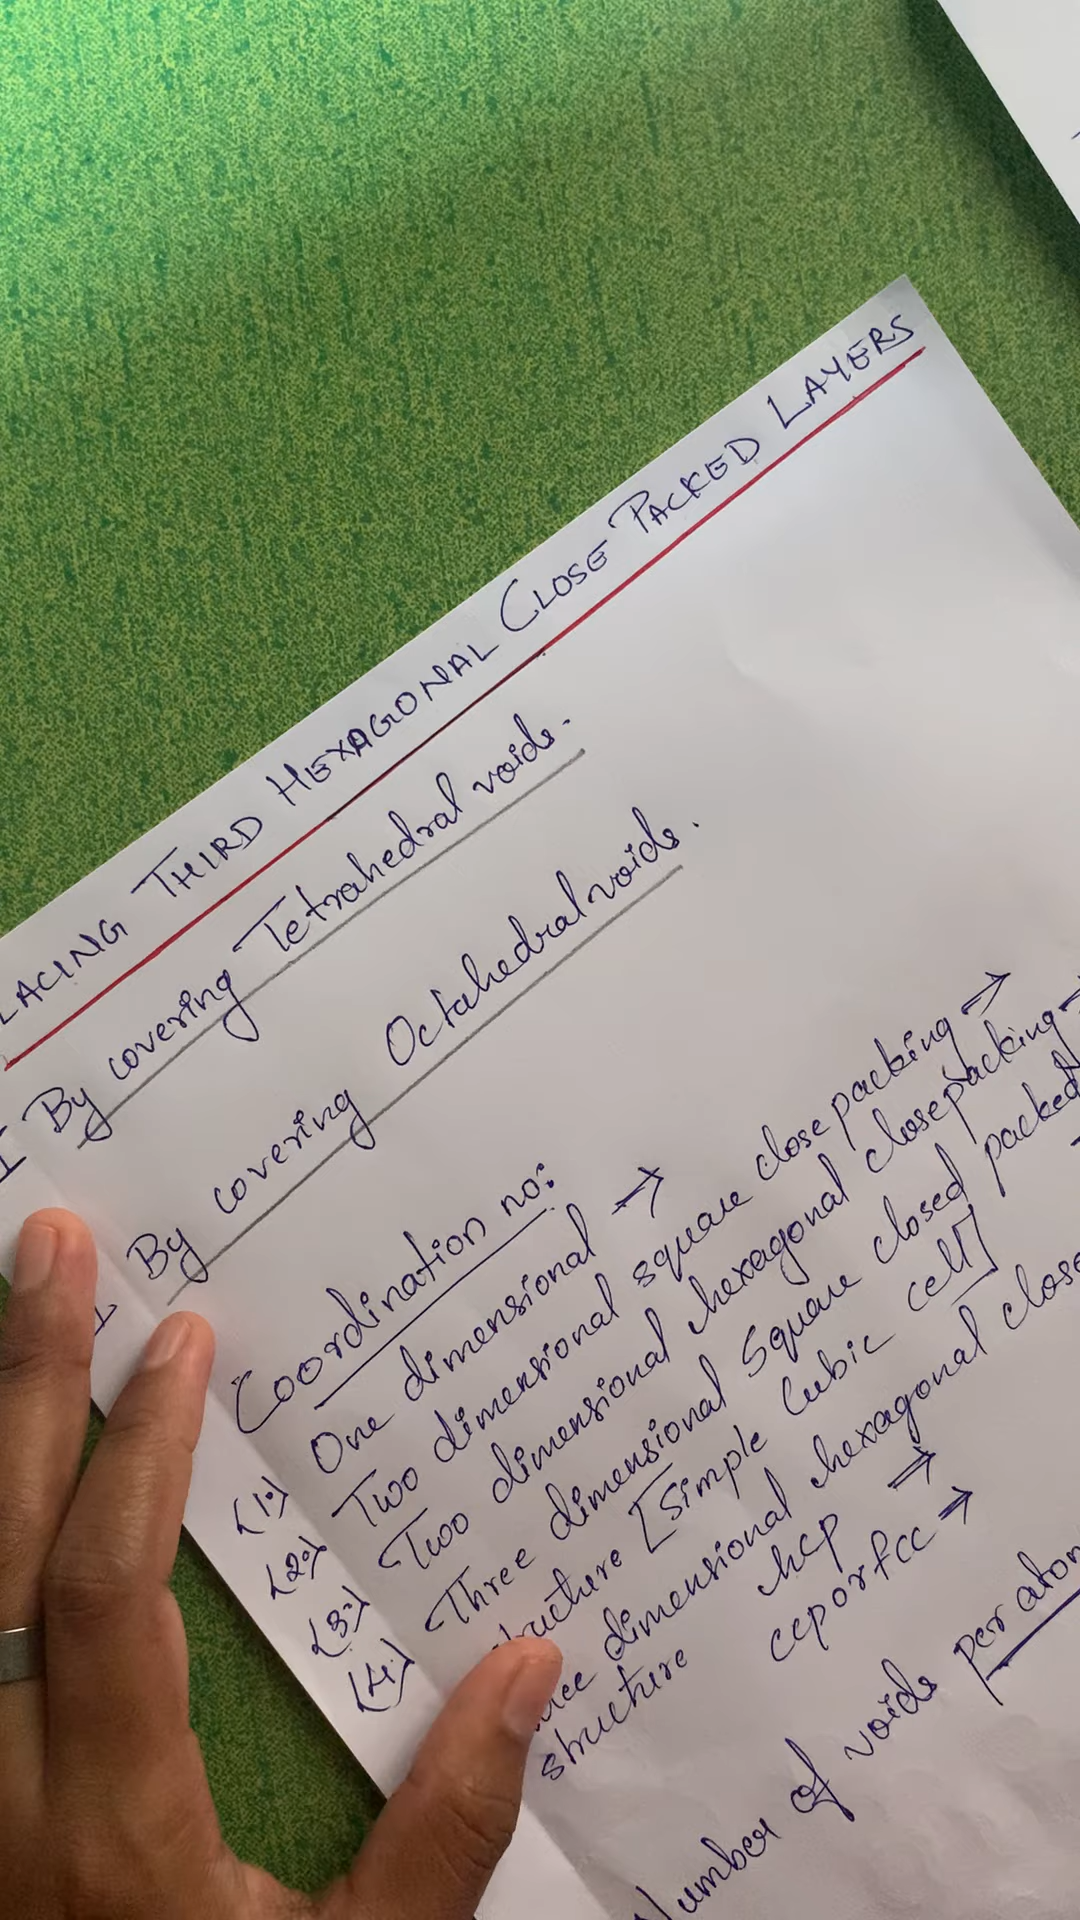 LACING THIRD HEXAGONAL CLOSE PACKED LAYERS
I By covering Tetrahedral voids.
I By covering Octahedral voids.
Coordination no:
(1.) One dimensional →
(2.) Two dimensional square close packing →
(3.) Two dimensional hexagonal close packing →
(4.) Three dimensional Square closed packed
structure [Simple Cubic cell] →
dimensional hexagonal close
structure hcp →
ccp or fcc →
Number of voids per atom